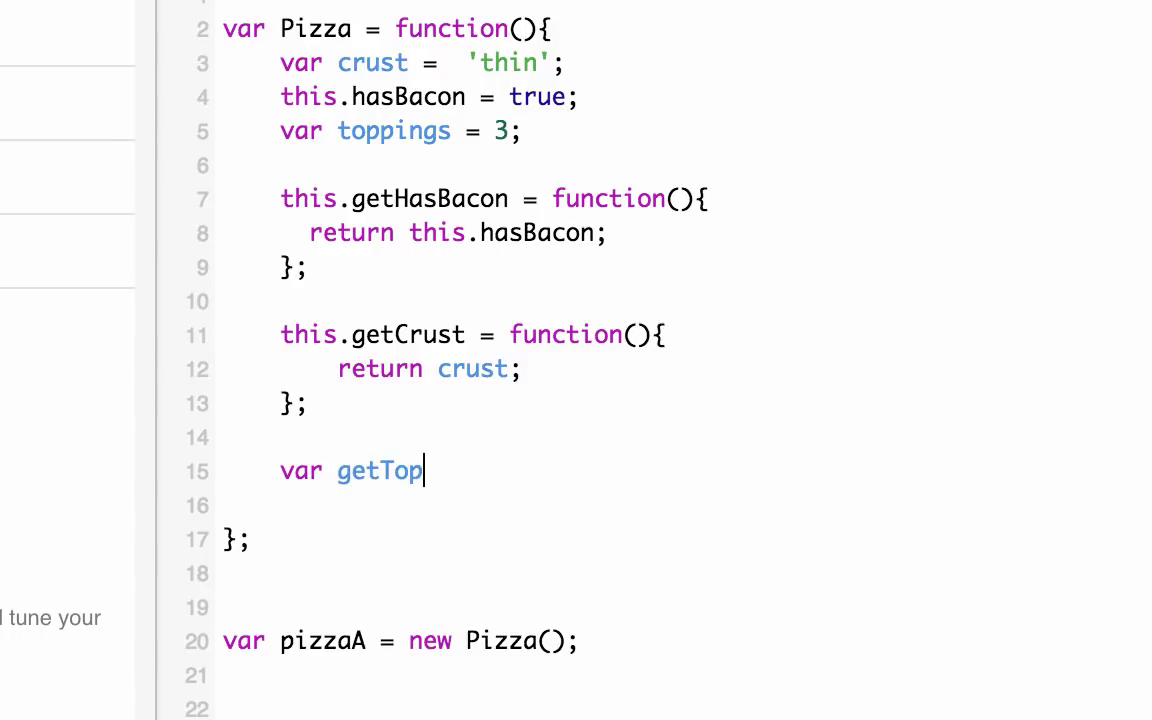 2 var Pizza = function(){
3 var crust =  'thin';
4 this.hasBacon = true;
5 var toppings = 3;
6
7 this.getHasBacon = function(){
8 return this.hasBacon;
9 };
10
11 this.getCrust = function(){
12 return crust;
13 };
14
15 var getTop
16
17 };
18
19
l tune your
20 var pizzaA = new Pizza();
21
22